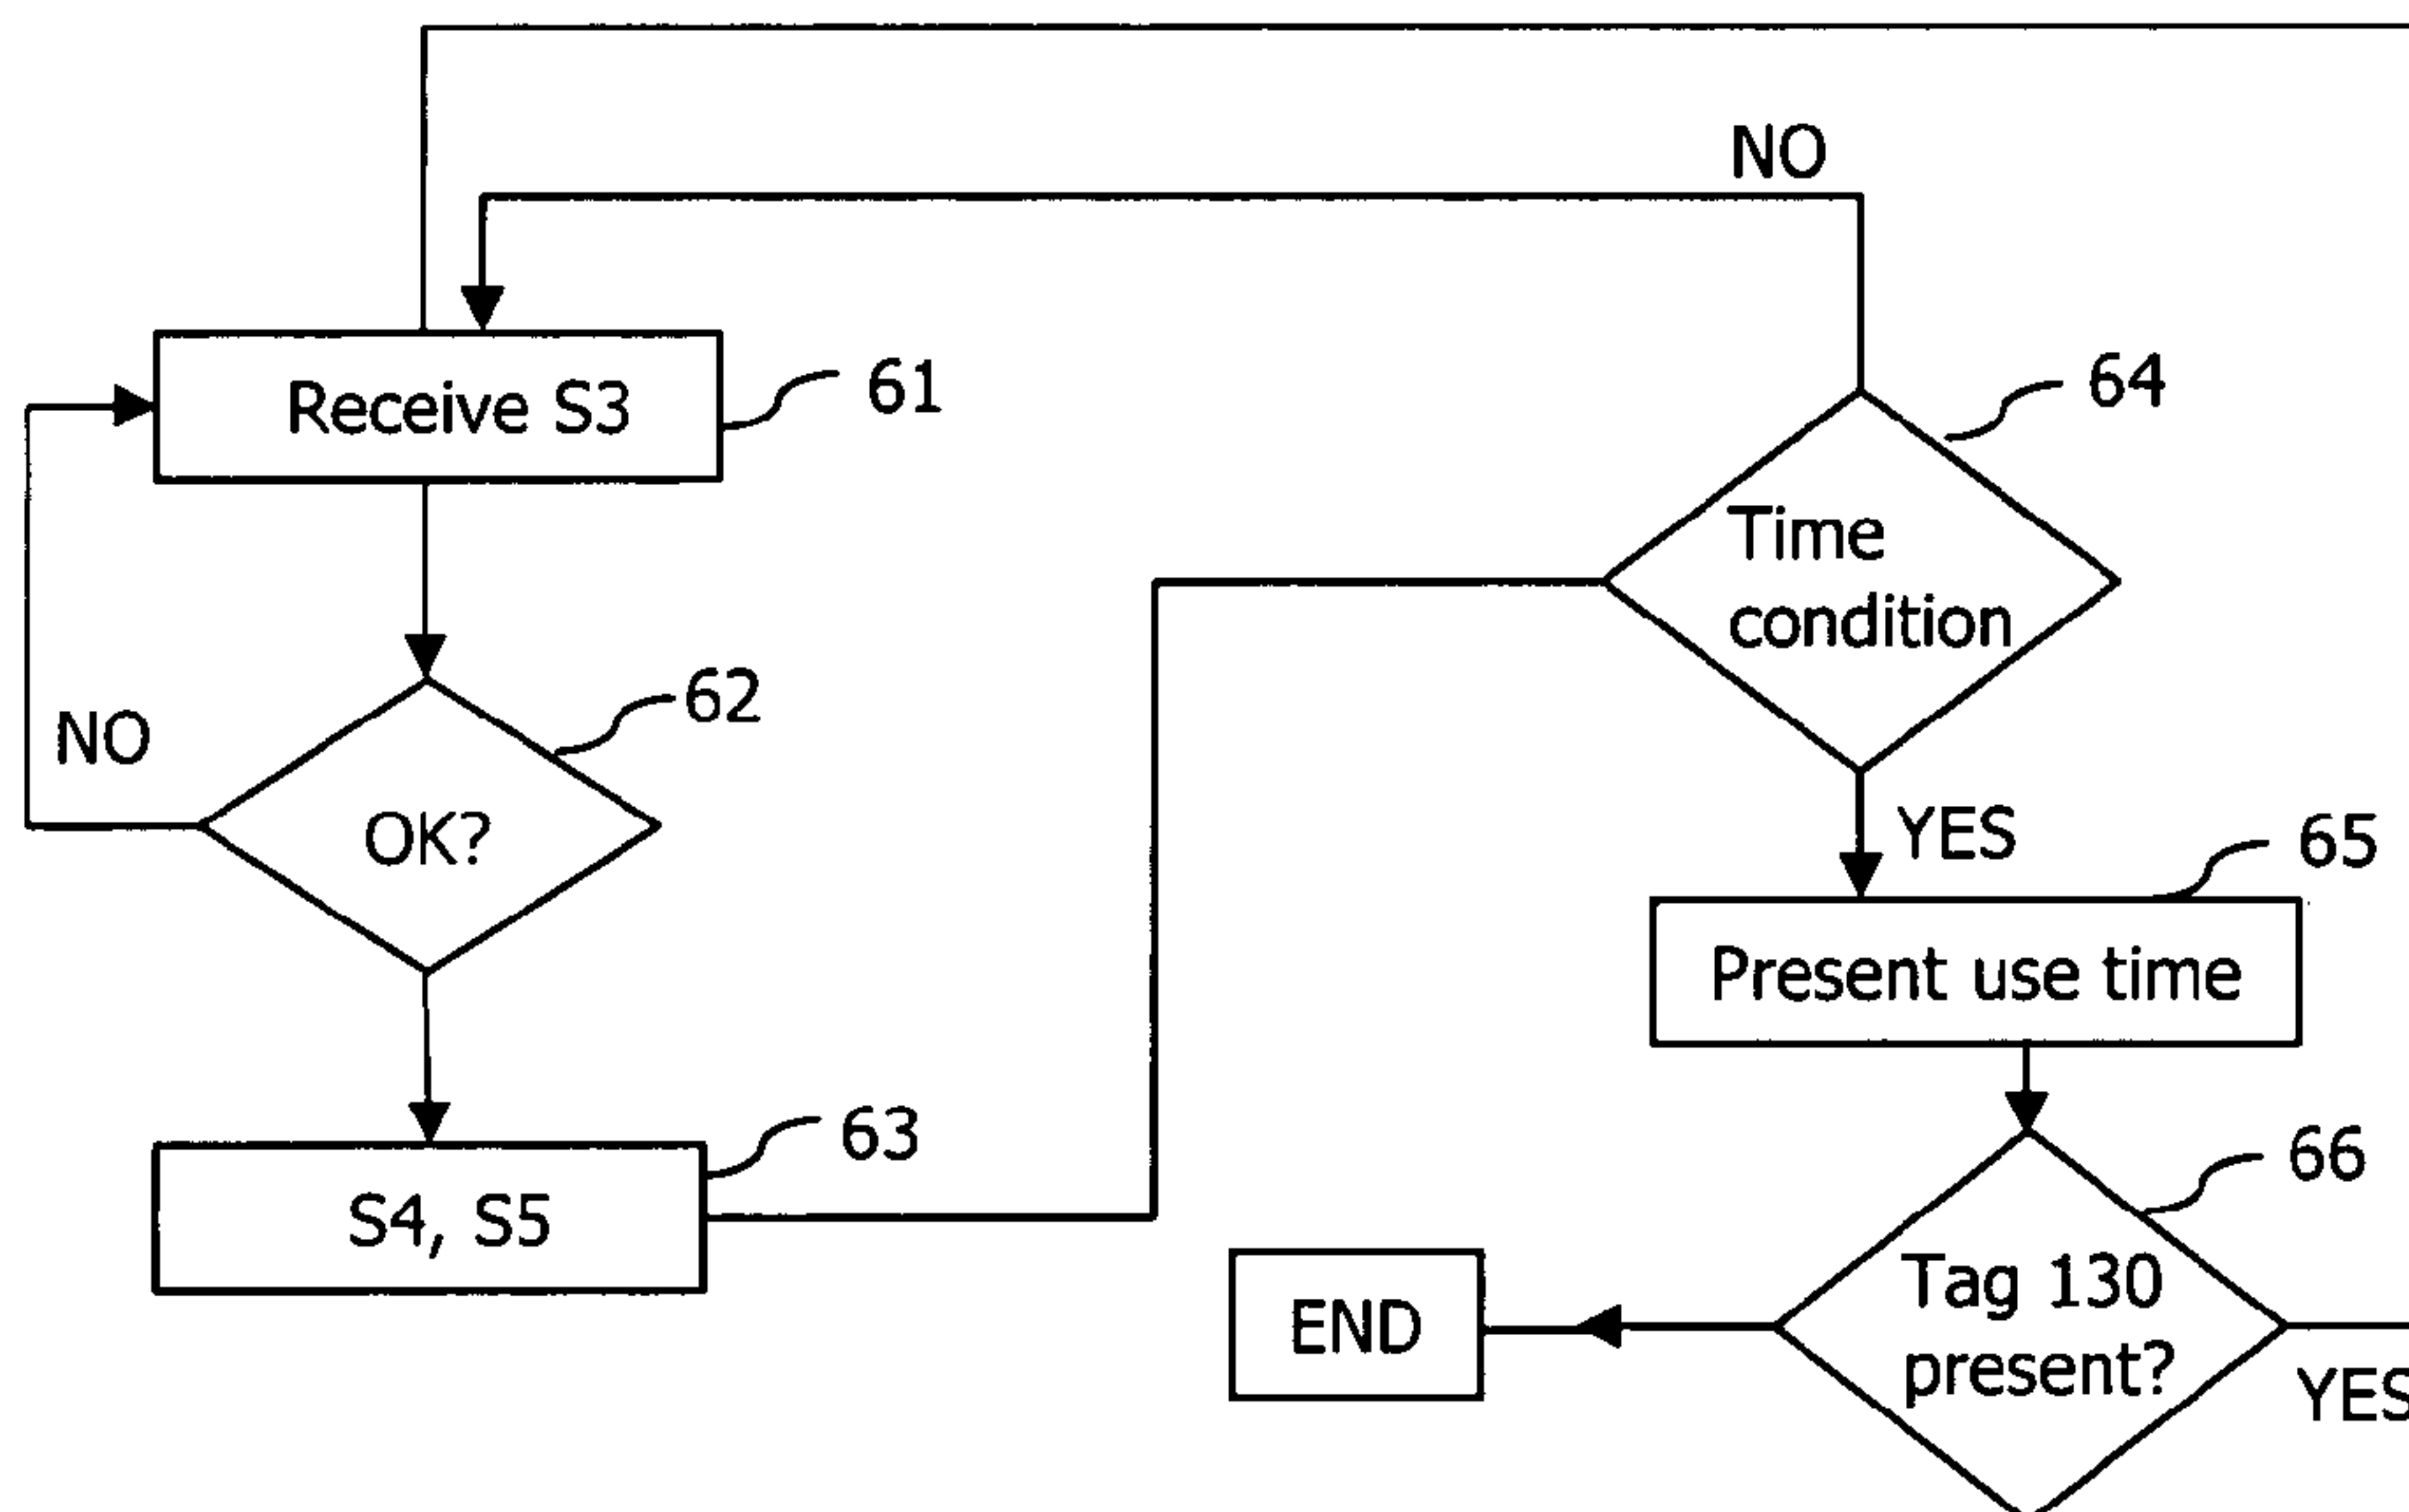 NO
Receive S3
61
64
Time
condition
62
NO
OK?
YES
65
Present use time
63
S4, S5
66
Tag 130
present?
END
YES